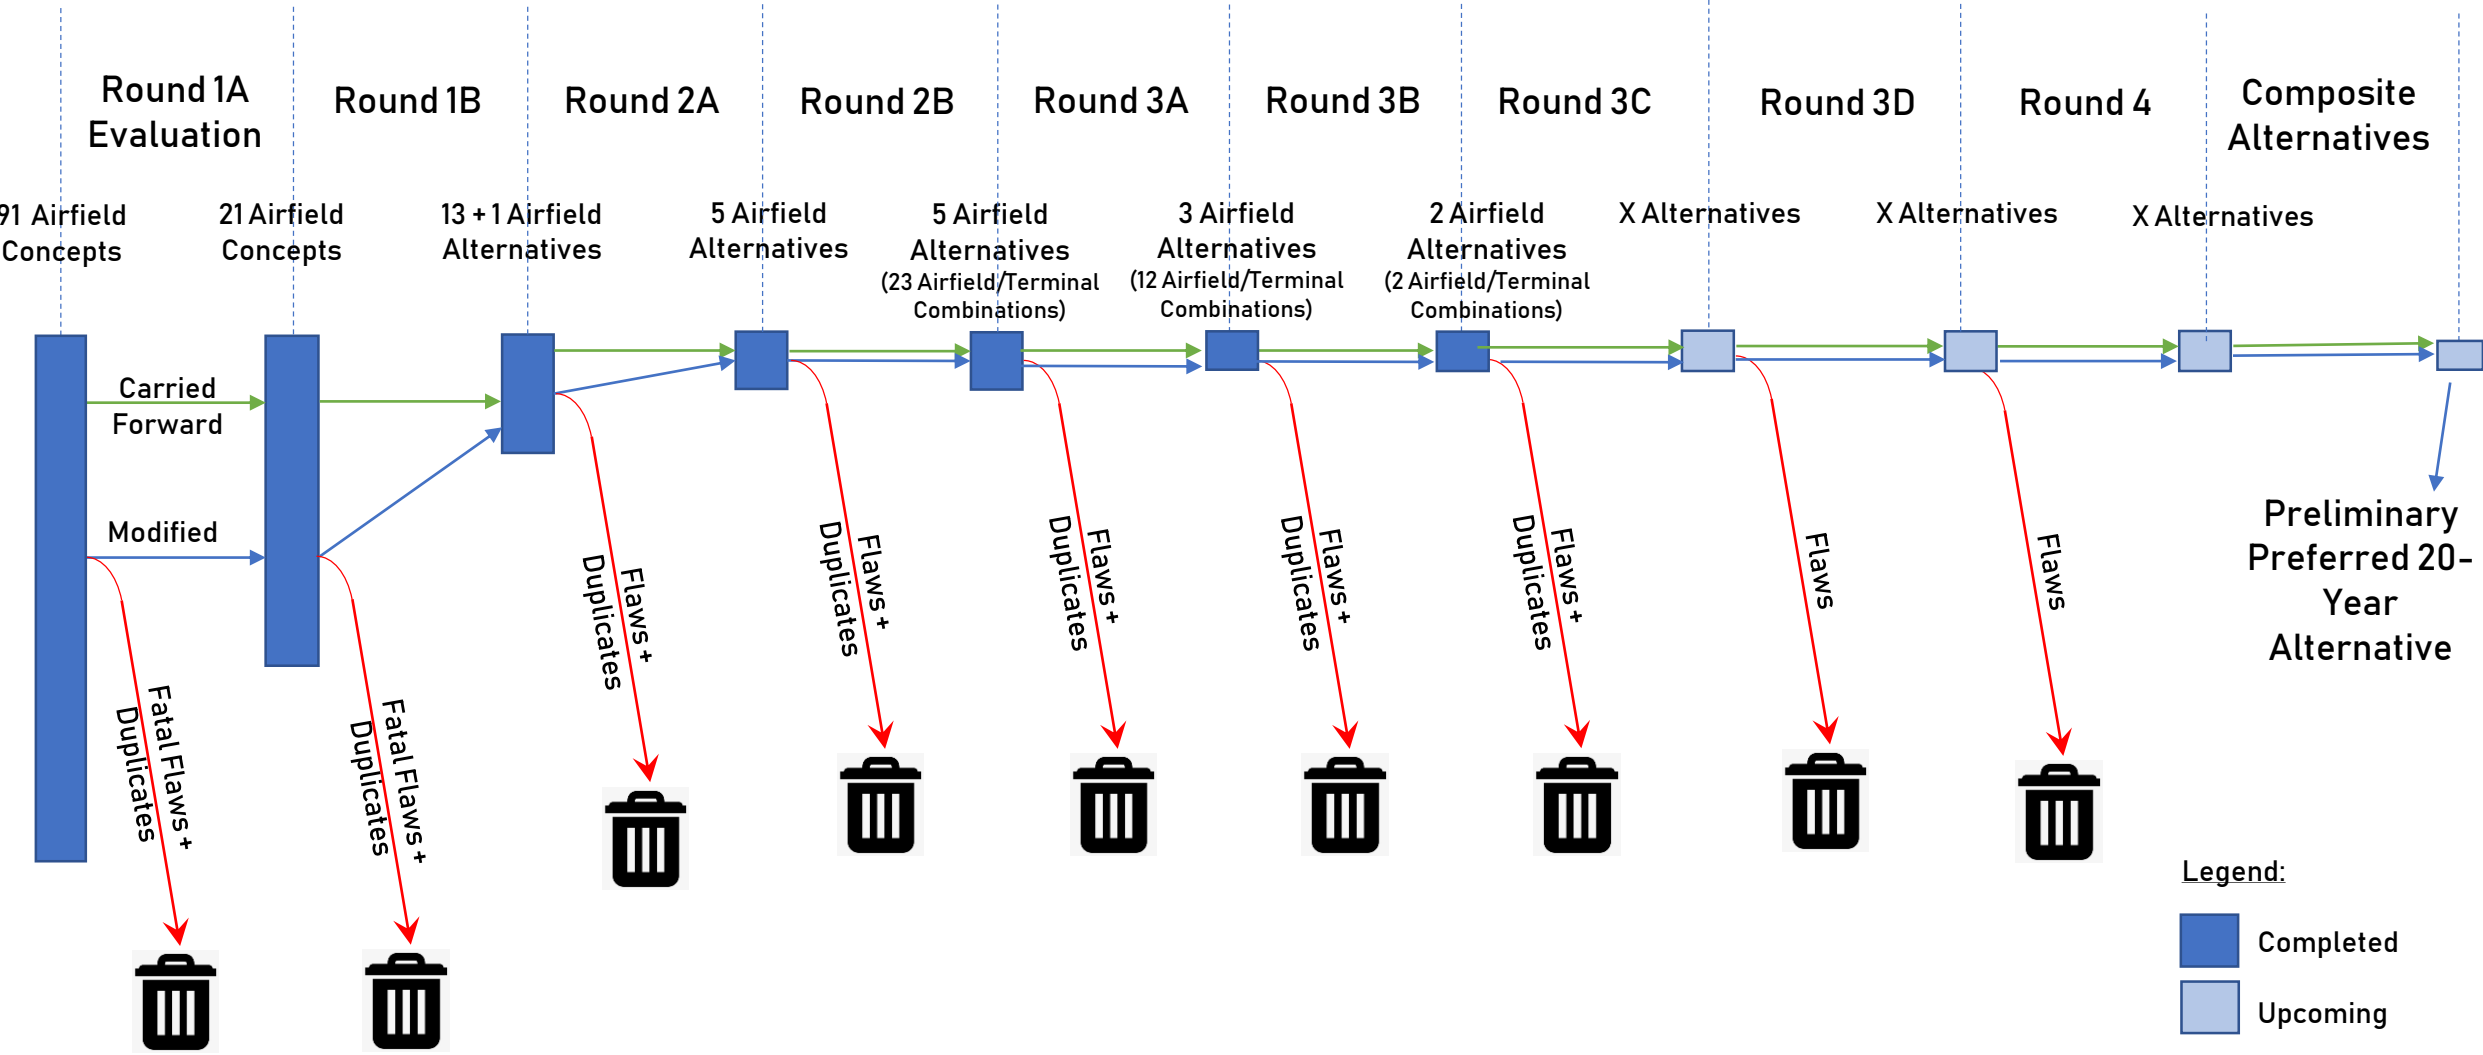 Round 1A
Evaluation
Round 1B
Round 2A
Round 2B
Round 3A
Round 3B
Round 3C
Round 3D
Round 4
Composite
Alternatives
91 Airfield
Concepts
21 Airfield
Concepts
13 + 1 Airfield
Alternatives
5 Airfield
Alternatives
5 Airfield
Alternatives
(23 Airfield/Terminal
Combinations)
3 Airfield
Alternatives
(12 Airfield/Terminal
Combinations)
2 Airfield
Alternatives
(2 Airfield/Terminal
Combinations)
X Alternatives
X Alternatives
X Alternatives
Carried
Forward
Modified
Fatal Flaws +
Duplicates
Fatal Flaws +
Duplicates
Flaws +
Duplicates
Flaws +
Duplicates
Flaws +
Duplicates
Flaws +
Duplicates
Flaws +
Duplicates
Flaws
Flaws
Preliminary
Preferred 20-
Year
Alternative
Legend:
Completed
Upcoming